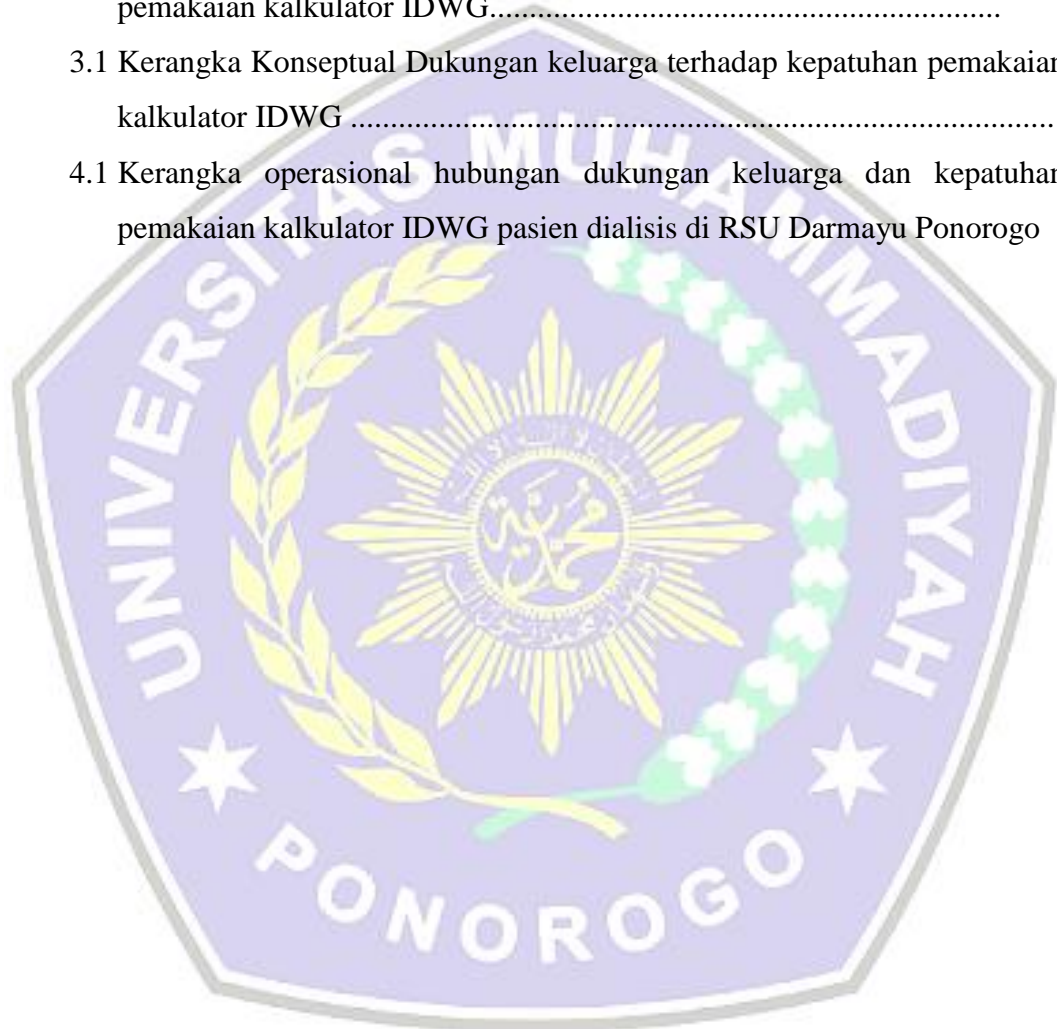 pemakaian kalkulator IDWG............................................................
3.1 Kerangka Konseptual Dukungan keluarga terhadap kepatuhan pemakaian
kalkulator IDWG ...................................................................................
4.1 Kerangka operasional hubungan dukungan keluarga dan kepatuhan
pemakaian kalkulator IDWG pasien dialisis di RSU Darmayu Ponorogo
UNIVERSITAS MUHAMMADIYAH
PONOROGO